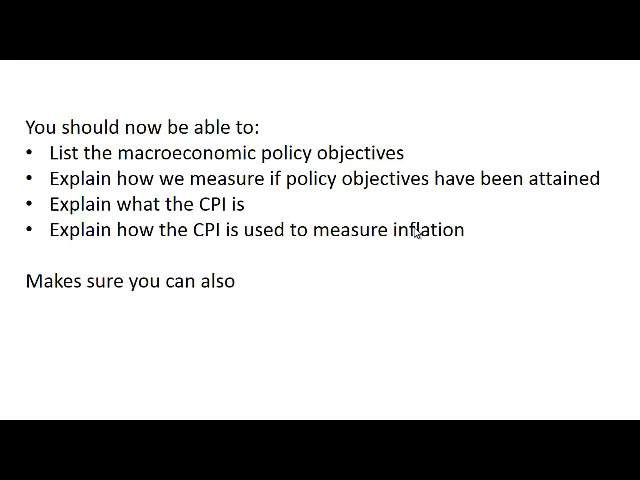 You should now be able to:
• List the macroeconomic policy objectives
• Explain how we measure if policy objectives have been attained
• Explain what the CPI is
• Explain how the CPI is used to measure inflation
Makes sure you can also